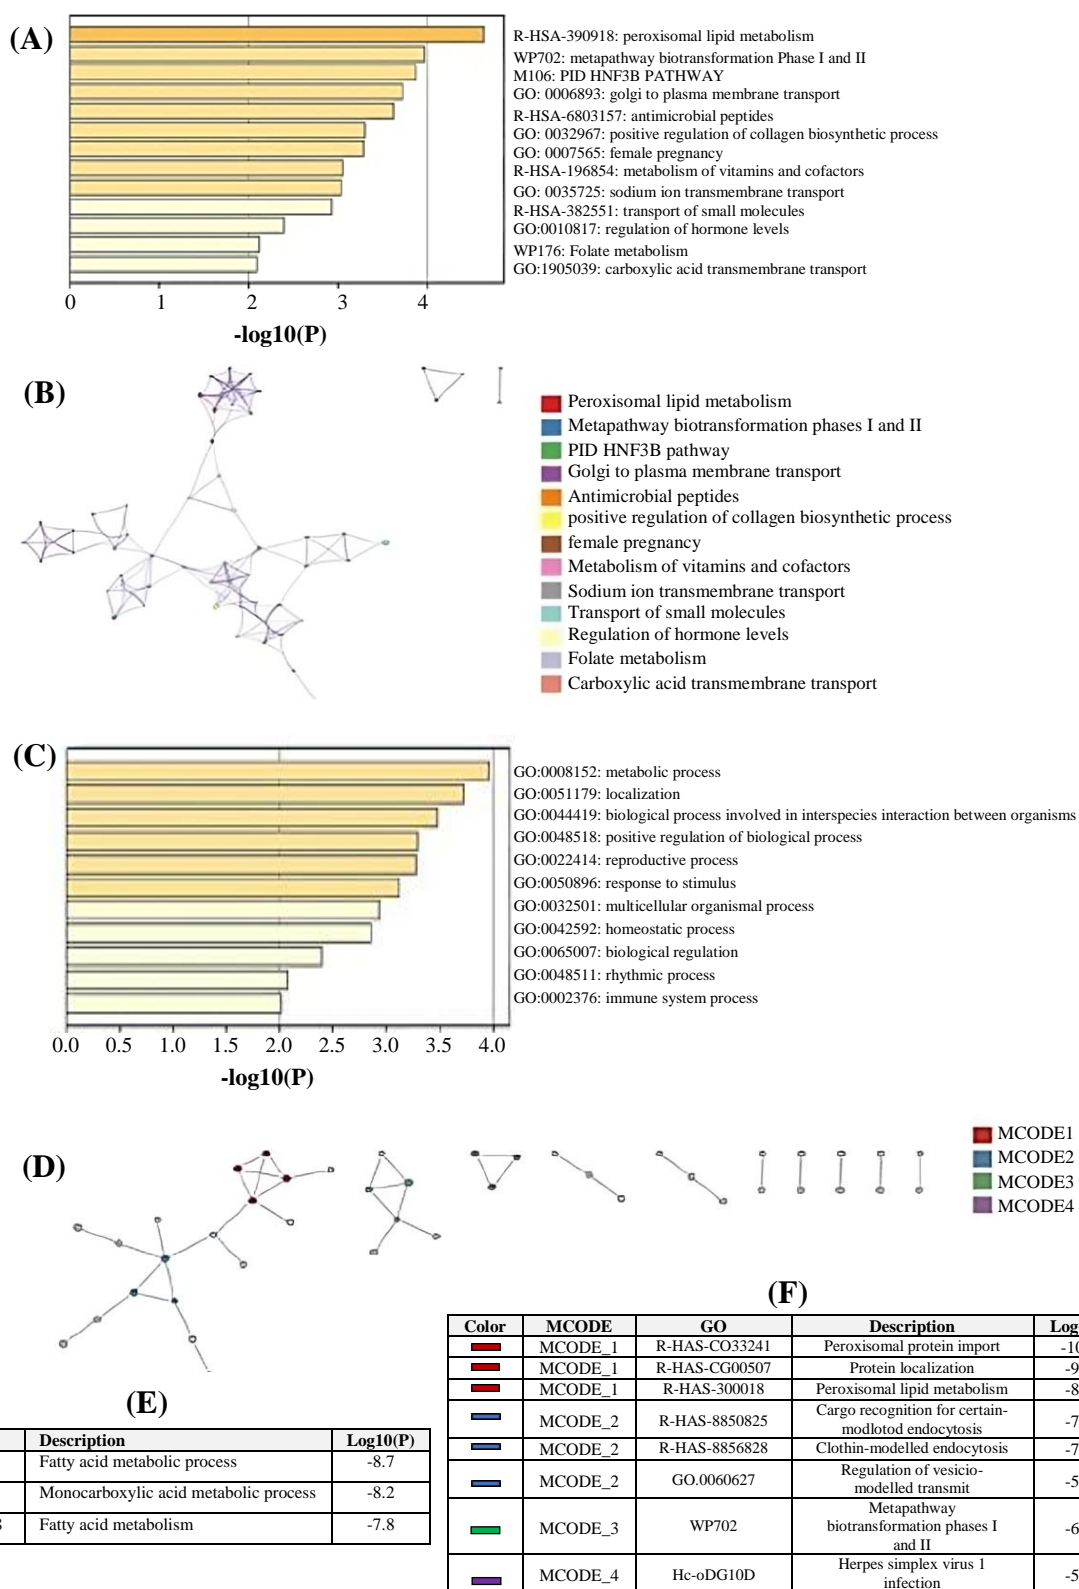 (A)
R-HSA-390918: peroxisomal lipid metabolism
WP702: metapathway biotransformation Phase I and II
M106: PID HNF3B PATHWAY
GO: 0006893: golgi to plasma membrane transport
R-HSA-6803157: antimicrobial peptides
GO: 0032967: positive regulation of collagen biosynthetic process
GO: 0007565: female pregnancy
R-HSA-196854: metabolism of vitamins and cofactors
GO: 0035725: sodium ion transmembrane transport
R-HSA-382551: transport of small molecules
GO:0010817: regulation of hormone levels
WP176: Folate metabolism
GO:1905039: carboxylic acid transmembrane transport
0 1 2 3 4
-log10(P)
(B)
Peroxisomal lipid metabolism
Metapathway biotransformation phases I and II
PID HNF3B pathway
Golgi to plasma membrane transport
Antimicrobial peptides
positive regulation of collagen biosynthetic process
female pregnancy
Metabolism of vitamins and cofactors
Sodium ion transmembrane transport
Transport of small molecules
Regulation of hormone levels
Folate metabolism
Carboxylic acid transmembrane transport
(C)
GO:0008152: metabolic process
GO:0051179: localization
GO:0044419: biological process involved in interspecies interaction between organisms
GO:0048518: positive regulation of biological process
GO:0022414: reproductive process
GO:0050896: response to stimulus
GO:0032501: multicellular organismal process
GO:0042592: homeostatic process
GO:0065007: biological regulation
GO:0048511: rhythmic process
GO:0002376: immune system process
0.0 0.5 1.0 1.5 2.0 2.5 3.0 3.5 4.0
-log10(P)
(D)
MCODE1
MCODE2
MCODE3
MCODE4
(E)
Description Log10(P)
Fatty acid metabolic process -8.7
Monocarboxylic acid metabolic process -8.2
Fatty acid metabolism -7.8
(F)
Color MCODE GO Description Log
MCODE_1 R-HAS-CO33241 Peroxisomal protein import -10
MCODE_1 R-HAS-CG00507 Protein localization -9
MCODE_1 R-HAS-300018 Peroxisomal lipid metabolism -8
MCODE_2 R-HAS-8850825 Cargo recognition for certain-
modlotod endocytosis -7
MCODE_2 R-HAS-8856828 Clothin-modelled endocytosis -7
MCODE_2 GO.0060627 Regulation of vesicio-
modelled transmit -5
MCODE_3 WP702 Metapathway
biotransformation phases I
and II -6
MCODE_4 Hc-oDG10D Herpes simplex virus 1
infection -5